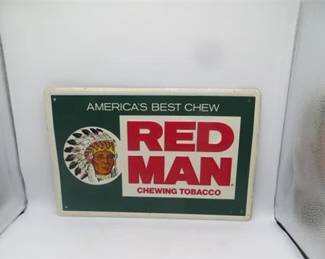 AMERICA'S BEST CHEW
RED
MAN
CHEWING TOBACCO